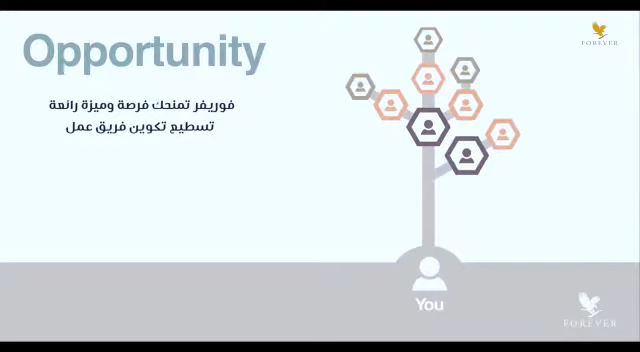 Opportunity
فوريفر تمنحك فرصة وميزة رائعة
تسطيع تكوين فريق عمل
FOREVER
You
FOREVER